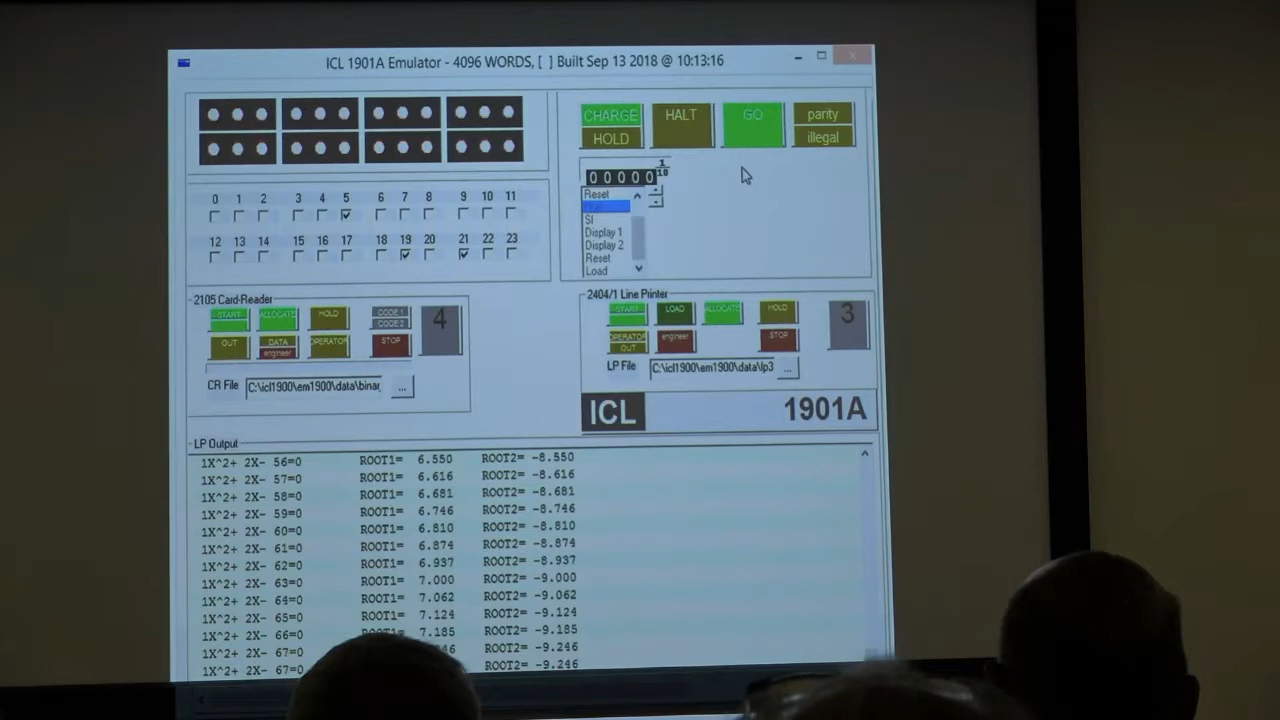 ICL 1901A Emulator - 4096 WORDS, [ ] Built Sep 13 2018 @ 10:13:16
CHARGE
HOLD
HALT
GO
parity
illegal
00000
1
10
Reset
SI
Display 1
Display 2
Reset
Load
0 1 2 3 4 5 6 7 8 9 10 11
12 13 14 15 16 17 18 19 20 21 22 23
2105 Card-Reader
START ALLOCATE HOLD CODE 1
CODE 2
4
OUT DATA OPERATOR STOP
engineer
CR File C:\icl1900\em1900\data\binar ...
2404/1 Line Printer
START LOAD ALLOCATE HOLD
3
OPERATOR engineer STOP
OUT
LP File C:\icl1900\em1900\data\lp3 ...
ICL 1901A
LP Output
1X^2+ 2X- 56=0 ROOT1= 6.550 ROOT2= -8.550
1X^2+ 2X- 57=0 ROOT1= 6.616 ROOT2= -8.616
1X^2+ 2X- 58=0 ROOT1= 6.681 ROOT2= -8.681
1X^2+ 2X- 59=0 ROOT1= 6.746 ROOT2= -8.746
1X^2+ 2X- 60=0 ROOT1= 6.810 ROOT2= -8.810
1X^2+ 2X- 61=0 ROOT1= 6.874 ROOT2= -8.874
1X^2+ 2X- 62=0 ROOT1= 6.937 ROOT2= -8.937
1X^2+ 2X- 63=0 ROOT1= 7.000 ROOT2= -9.000
1X^2+ 2X- 64=0 ROOT1= 7.062 ROOT2= -9.062
1X^2+ 2X- 65=0 ROOT1= 7.124 ROOT2= -9.124
1X^2+ 2X- 66=0 ROOT1= 7.185 ROOT2= -9.185
1X^2+ 2X- 67=0 46 ROOT2= -9.246
1X^2+ 2X- 67=0 ROOT2= -9.246